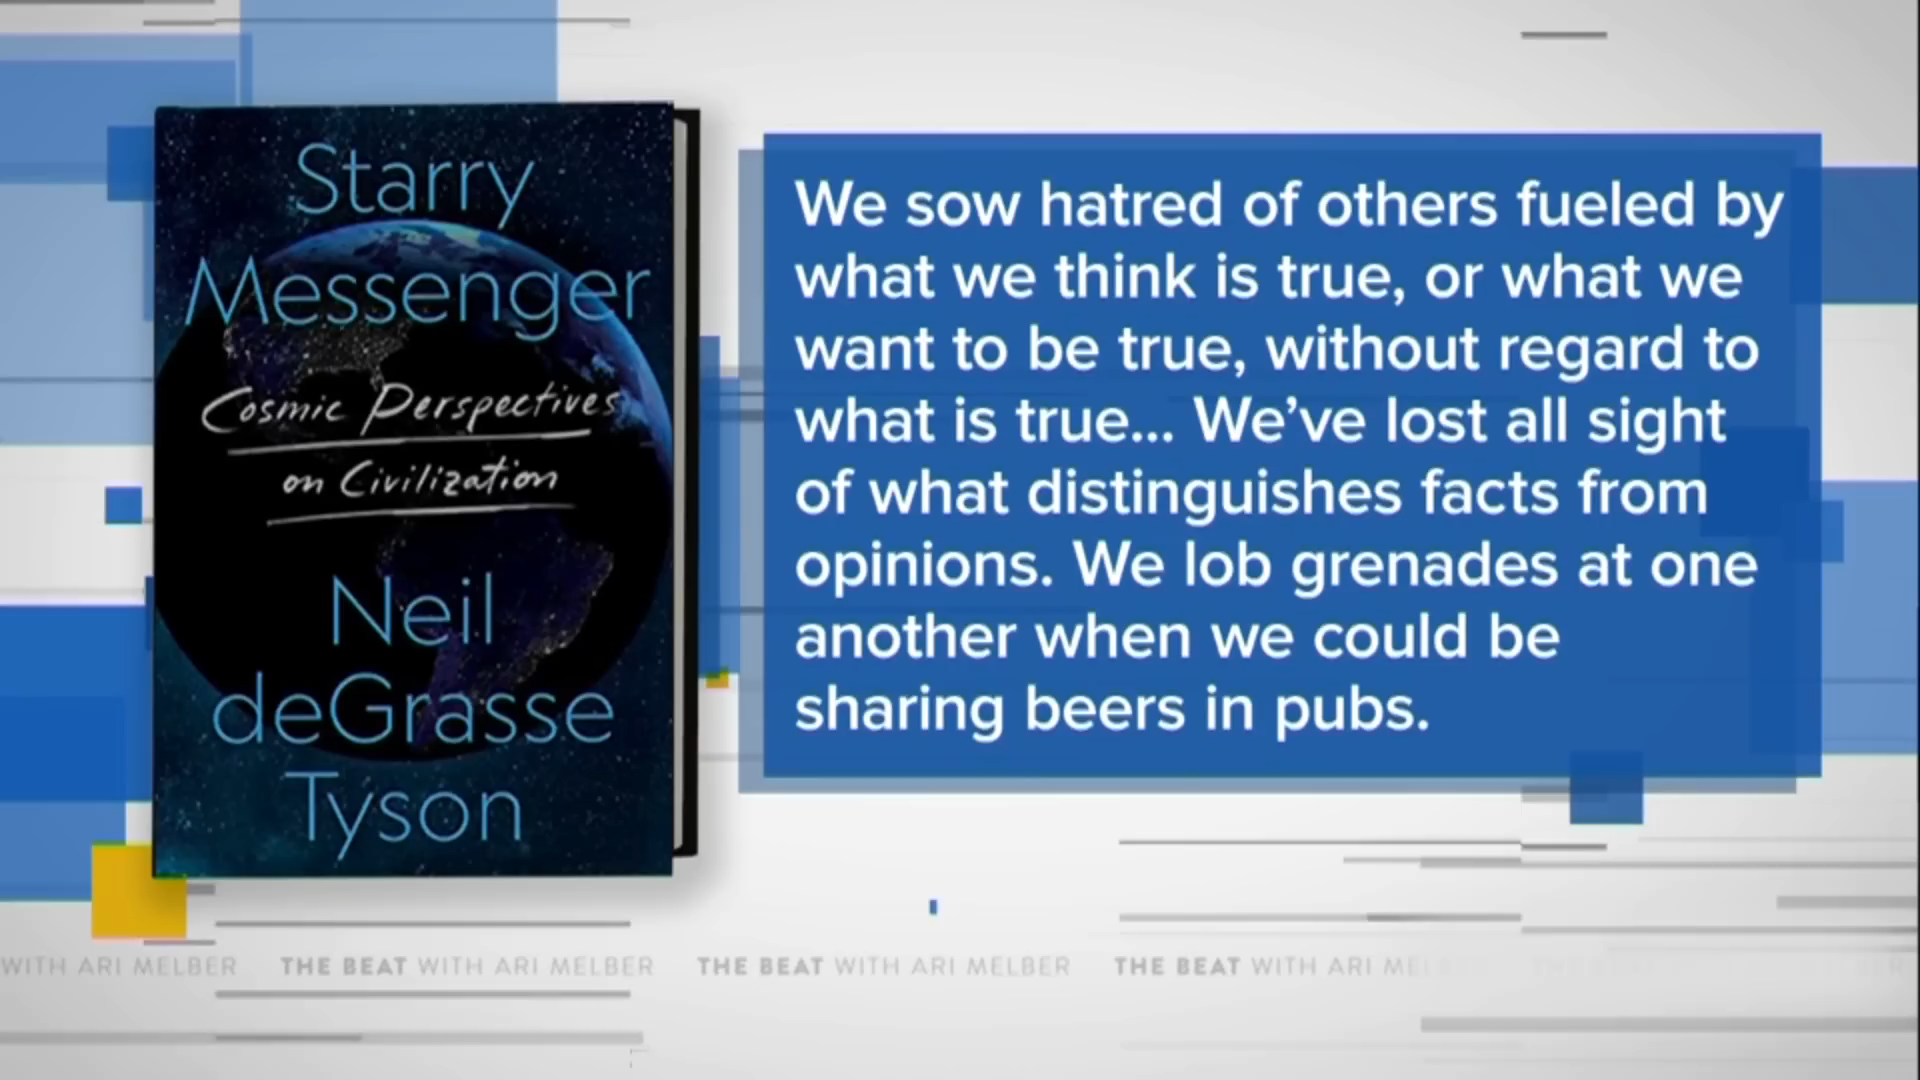 Starry
Messenger
Cosmic Perspectives
on Civilization
Neil
deGrasse
Tyson
We sow hatred of others fueled by
what we think is true, or what we
want to be true, without regard to
what is true... We’ve lost all sight
of what distinguishes facts from
opinions. We lob grenades at one
another when we could be
sharing beers in pubs.
WITH ARI MELBER THE BEAT WITH ARI MELBER THE BEAT WITH ARI MELBER THE BEAT WITH ARI